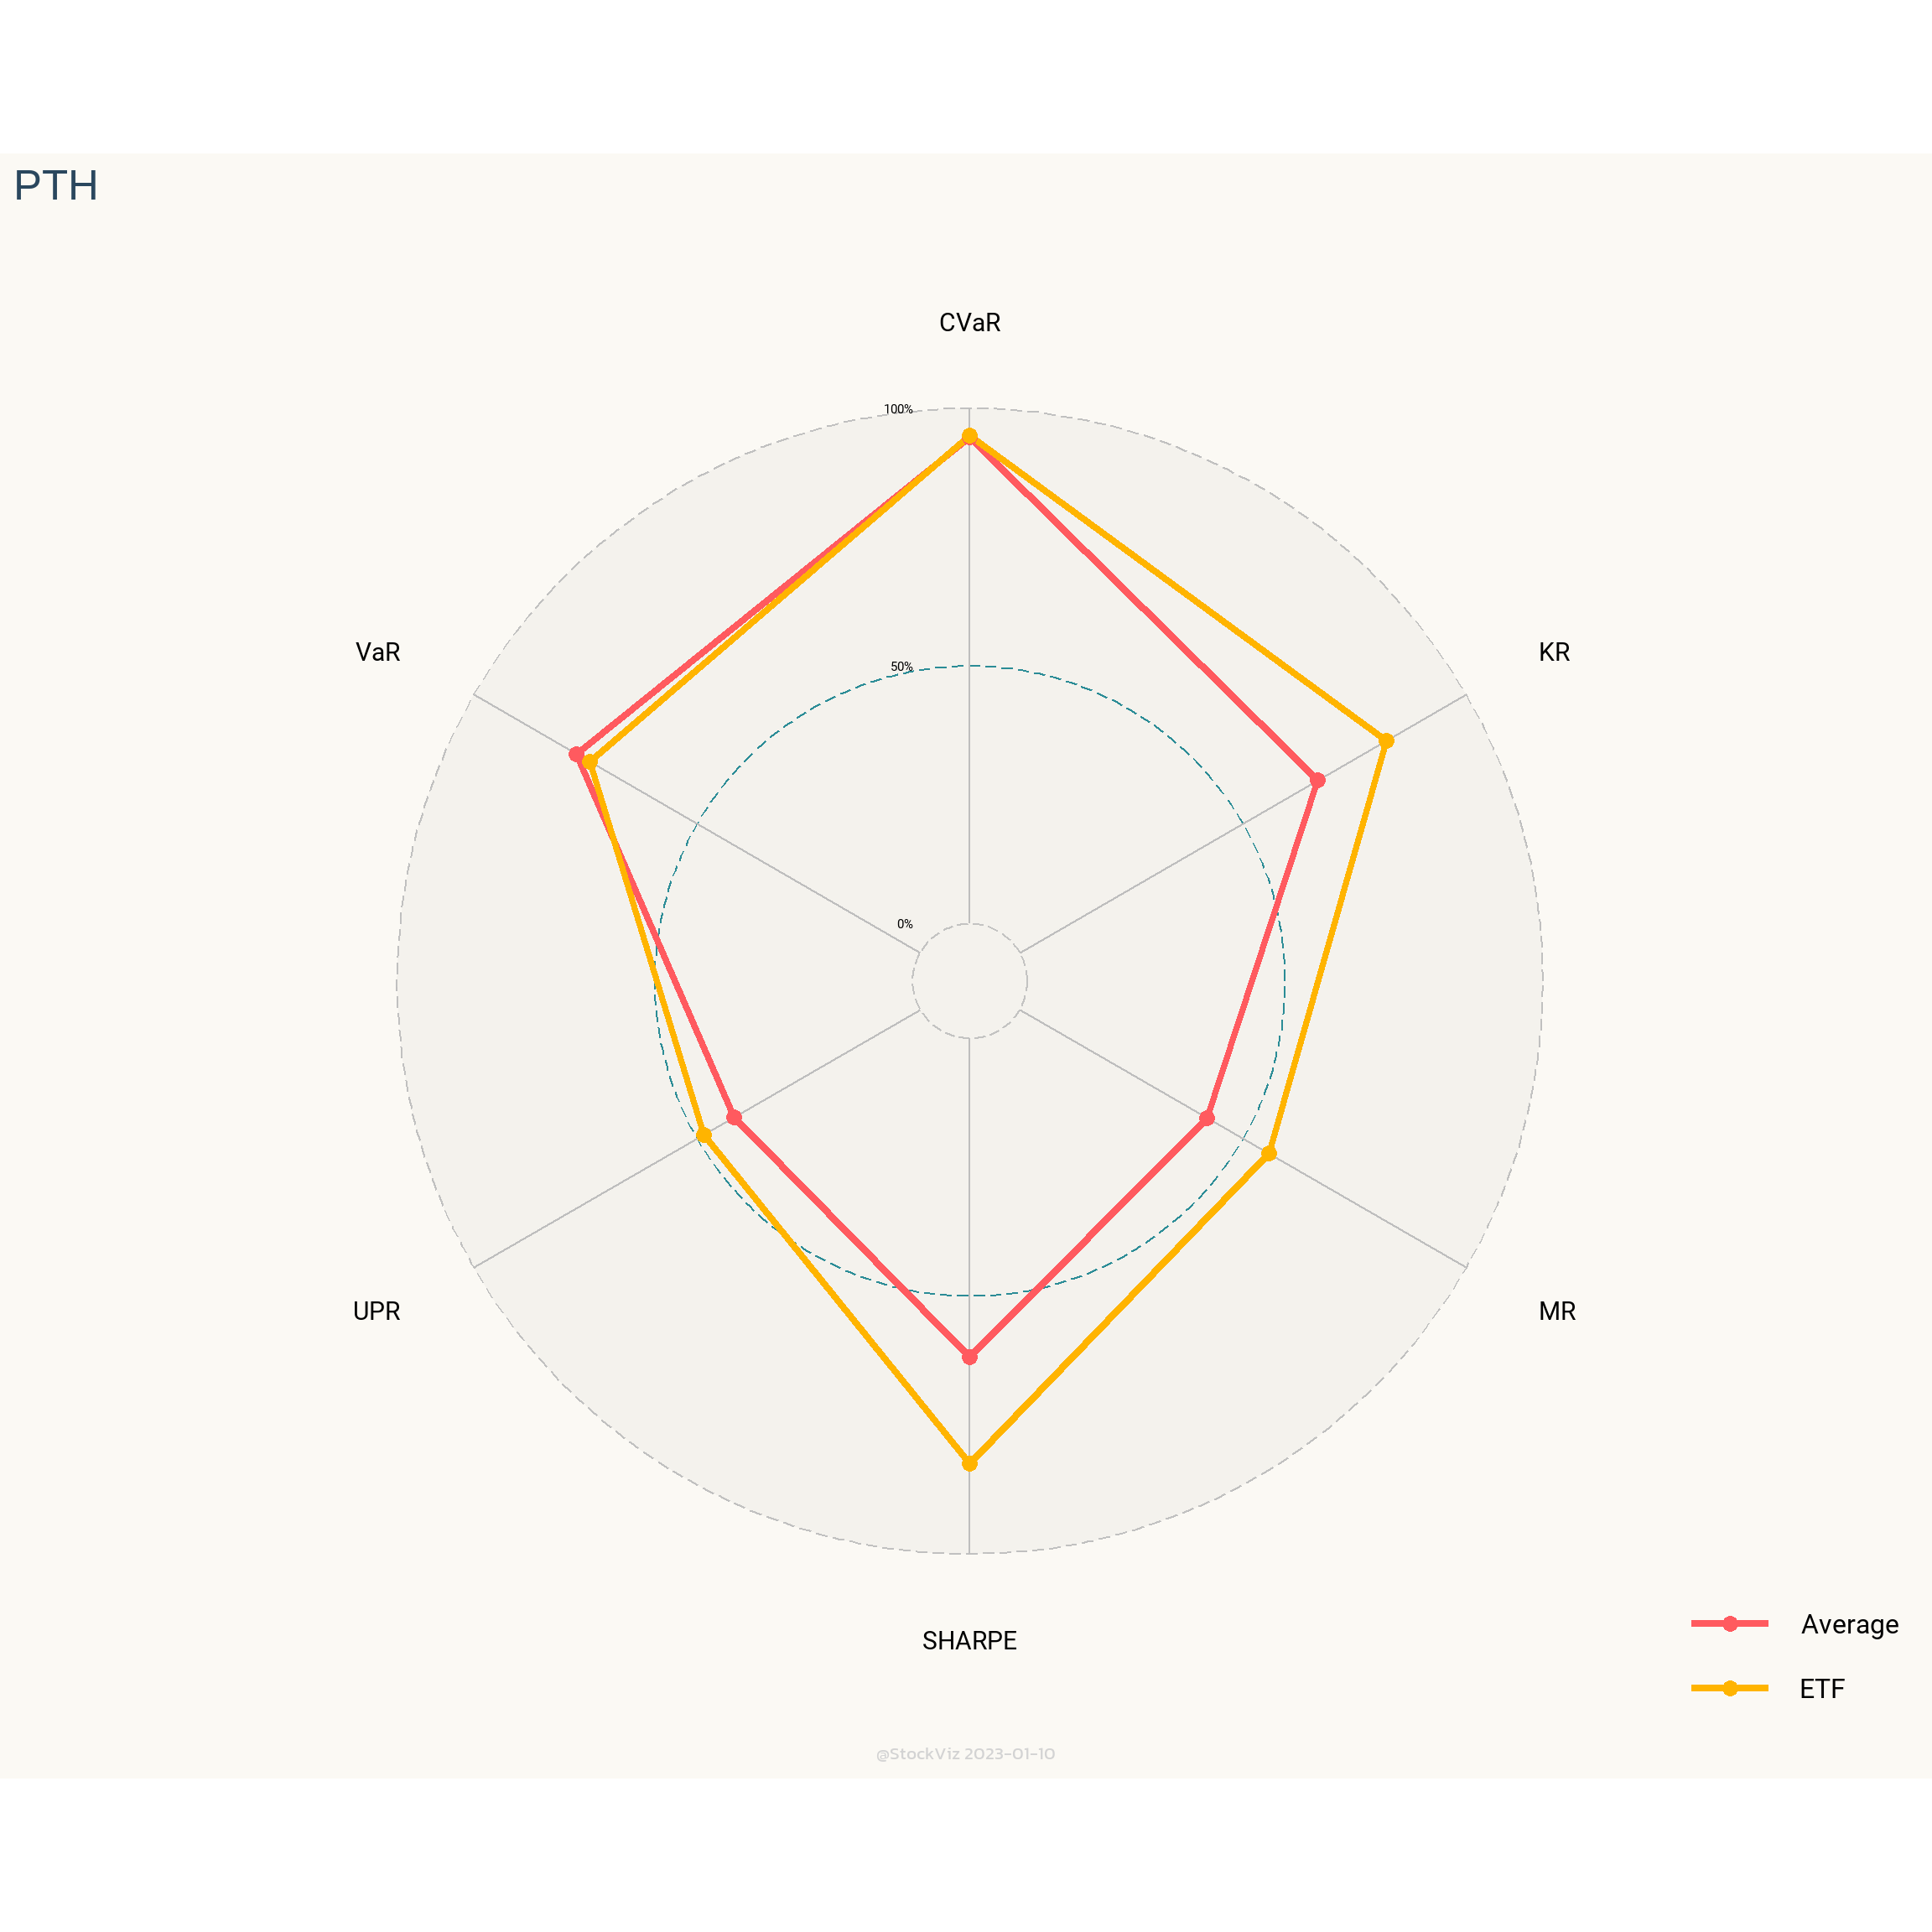 PTH
CVaR
100%
VaR
KR
50%
0%
UPR
MR
SHARPE
Average
ETF
@StockViz 2023-01-10